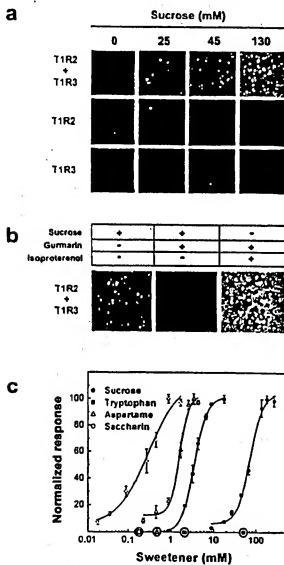 a
Sucrose (mM)
0 25 45 130
T1R2
+
T1R3
T1R2
T1R3
b
Sucrose + + -
Gurmarin - + +
Isoproterenol - - +
T1R2
+
T1R3
c
Sucrose
Tryptophan
Aspartame
Saccharin
Normalized response
100
80
60
40
20
0
0.01 0.1 1 10 100
Sweetener (mM)